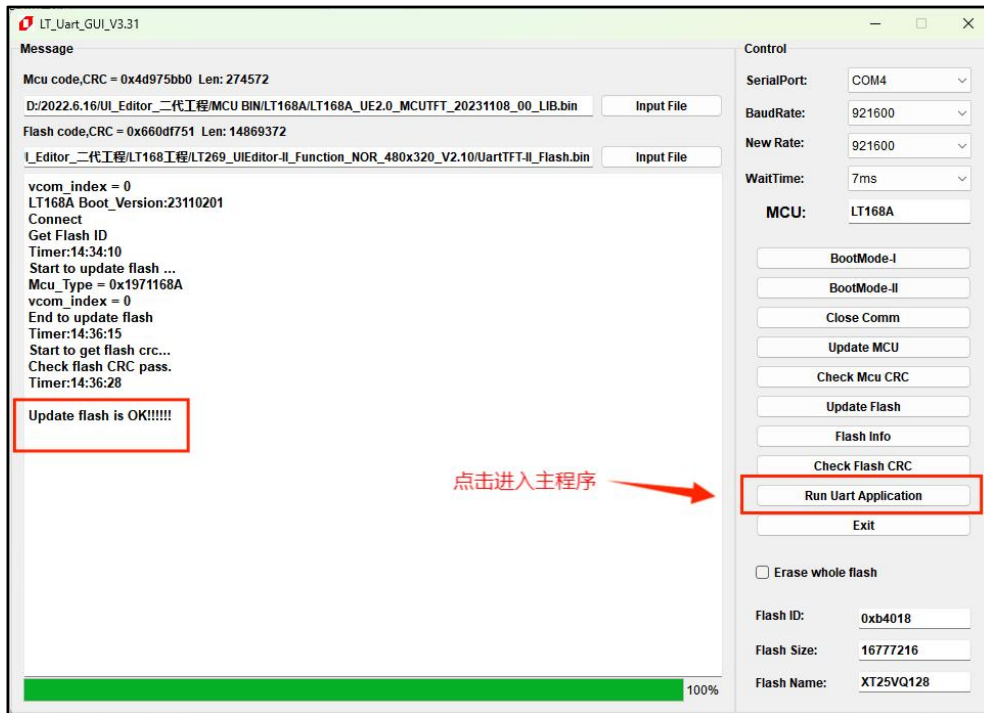 LT_Uart_GUI_V3.31
Message
Mcu code,CRC = 0x4d975bb0 Len: 274572
D:/2022.6.16/UI_Editor_二代工程/MCU BIN/LT168A/LT168A_UE2.0_MCUTFT_20231108_00_LIB.bin
Input File
Flash code,CRC = 0x660df751 Len: 14869372
I_Editor_二代工程/LT168工程/LT269_UIEditor-II_Function_NOR_480x320_V2.10/UartTFT-II_Flash.bin
Input File
vcom_index = 0
LT168A Boot_Version:23110201
Connect
Get Flash ID
Timer:14:34:10
Start to update flash ...
Mcu_Type = 0x1971168A
vcom_index = 0
End to update flash
Timer:14:36:15
Start to get flash crc...
Check flash CRC pass.
Timer:14:36:28
Update flash is OK!!!!!!
点击进入主程序
100%
Control
SerialPort:
COM4
BaudRate:
921600
New Rate:
921600
WaitTime:
7ms
MCU:
LT168A
BootMode-I
BootMode-II
Close Comm
Update MCU
Check Mcu CRC
Update Flash
Flash Info
Check Flash CRC
Run Uart Application
Exit
Erase whole flash
Flash ID:
0xb4018
Flash Size:
16777216
Flash Name:
XT25VQ128